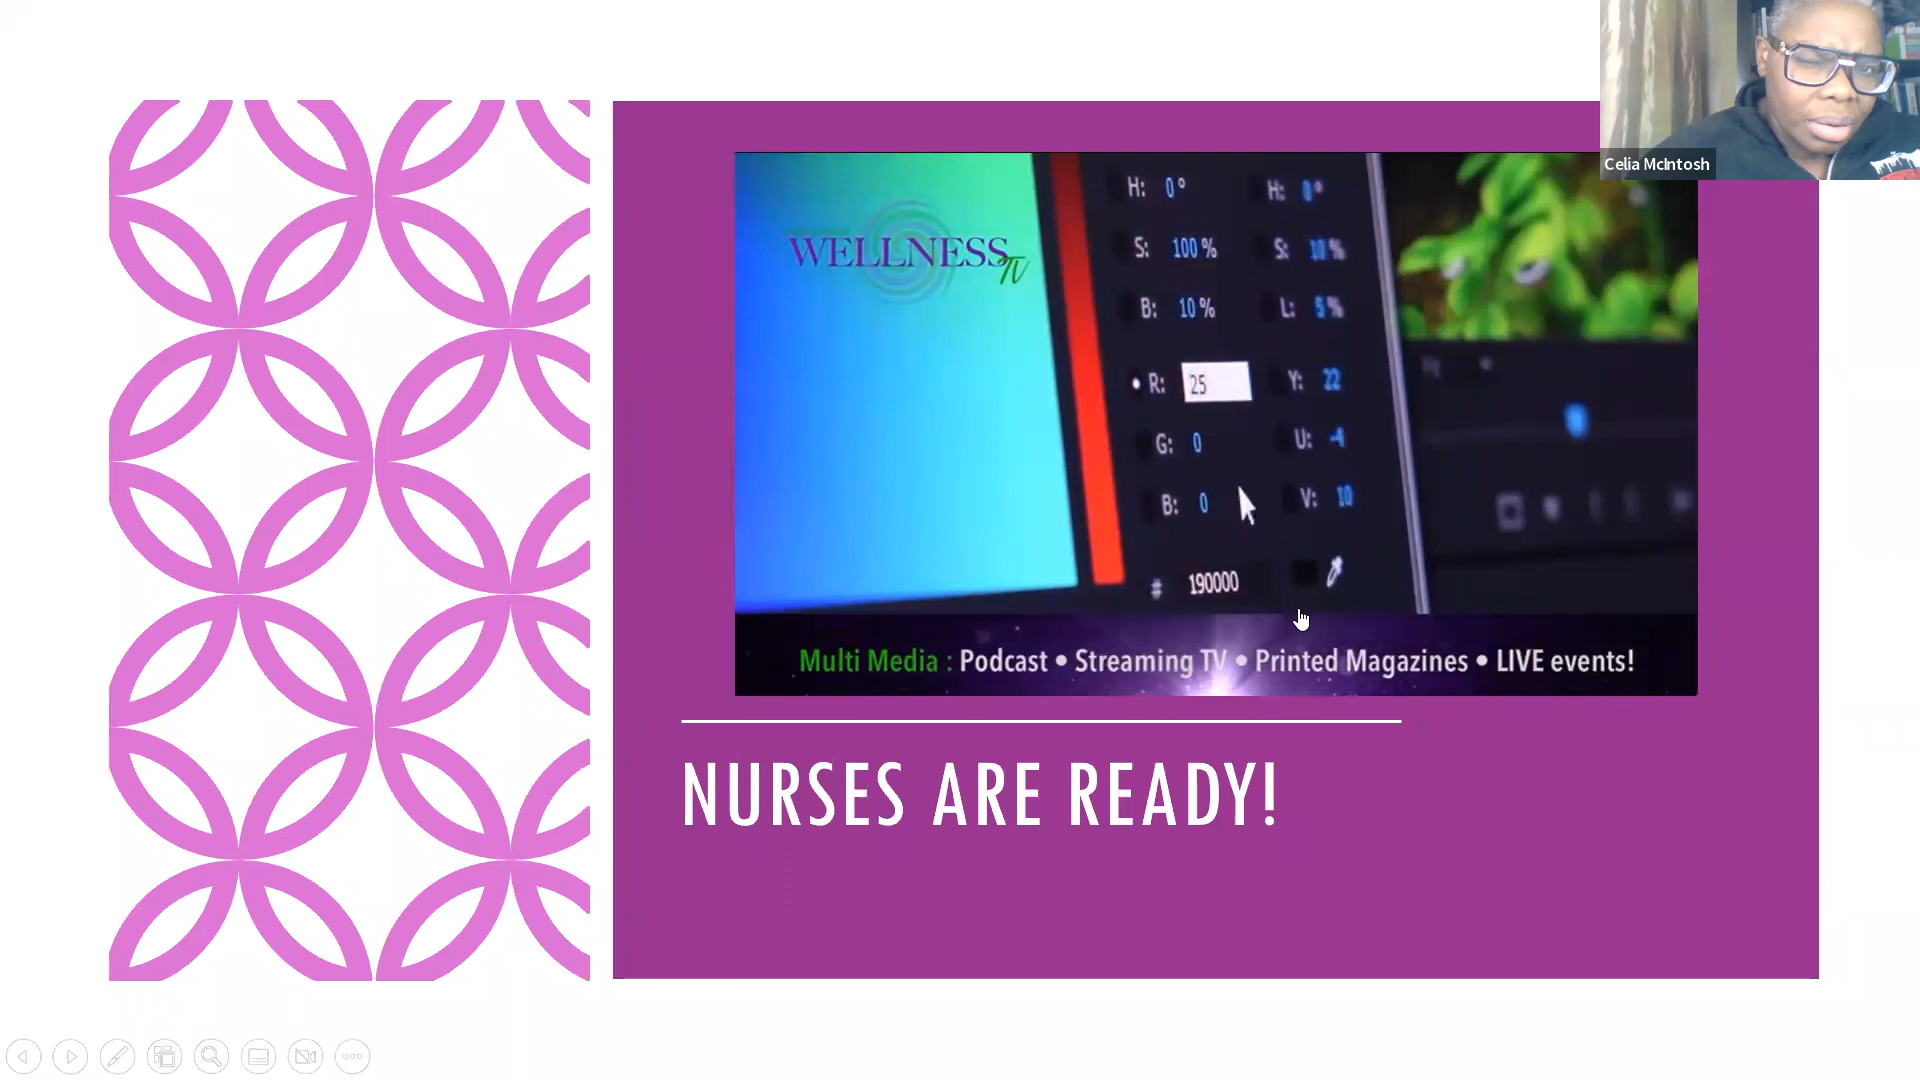 Celia McIntosh
WELLNESS TV
H: 0° H: 0°
S: 100 % S: 10 %
B: 10 % L: 5 %
R: 25 Y: 22
G: 0 U: -4
B: 0 V: 10
# 190000
Multi Media : Podcast • Streaming TV • Printed Magazines • LIVE events!
NURSES ARE READY!